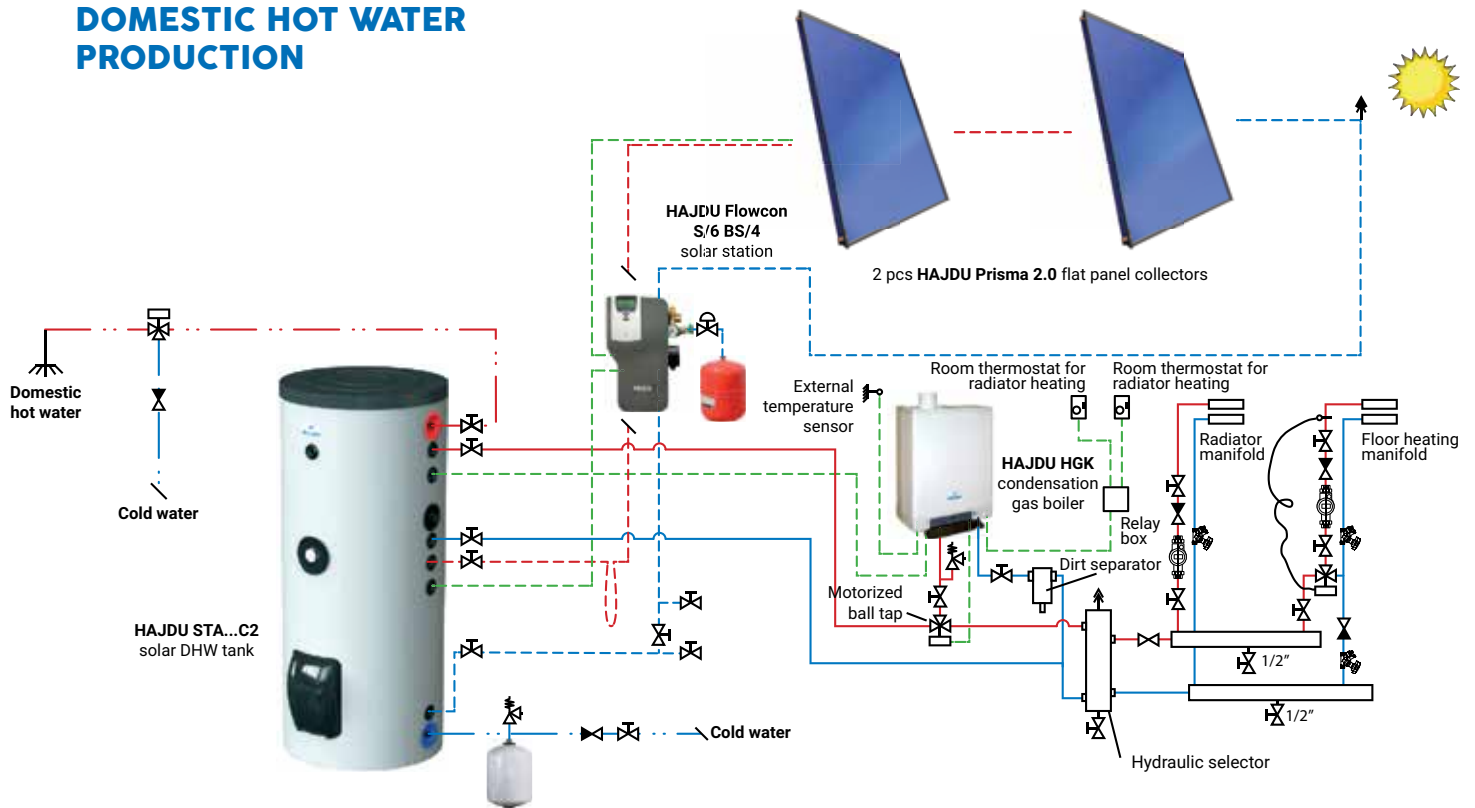 DOMESTIC HOT WATER
PRODUCTION
HAJDU Flowcon
S/6 BS/4
solar station
2 pcs HAJDU Prisma 2.0 flat panel collectors
Domestic
hot water
Cold water
External
temperature
sensor
Room thermostat for
radiator heating
Room thermostat for
radiator heating
HAJDU HGK
condensation
gas boiler
Relay
box
Radiator
manifold
Floor heating
manifold
Dirt separator
Motorized
ball tap
HAJDU STA...C2
solar DHW tank
1/2"
1/2"
Cold water
Hydraulic selector